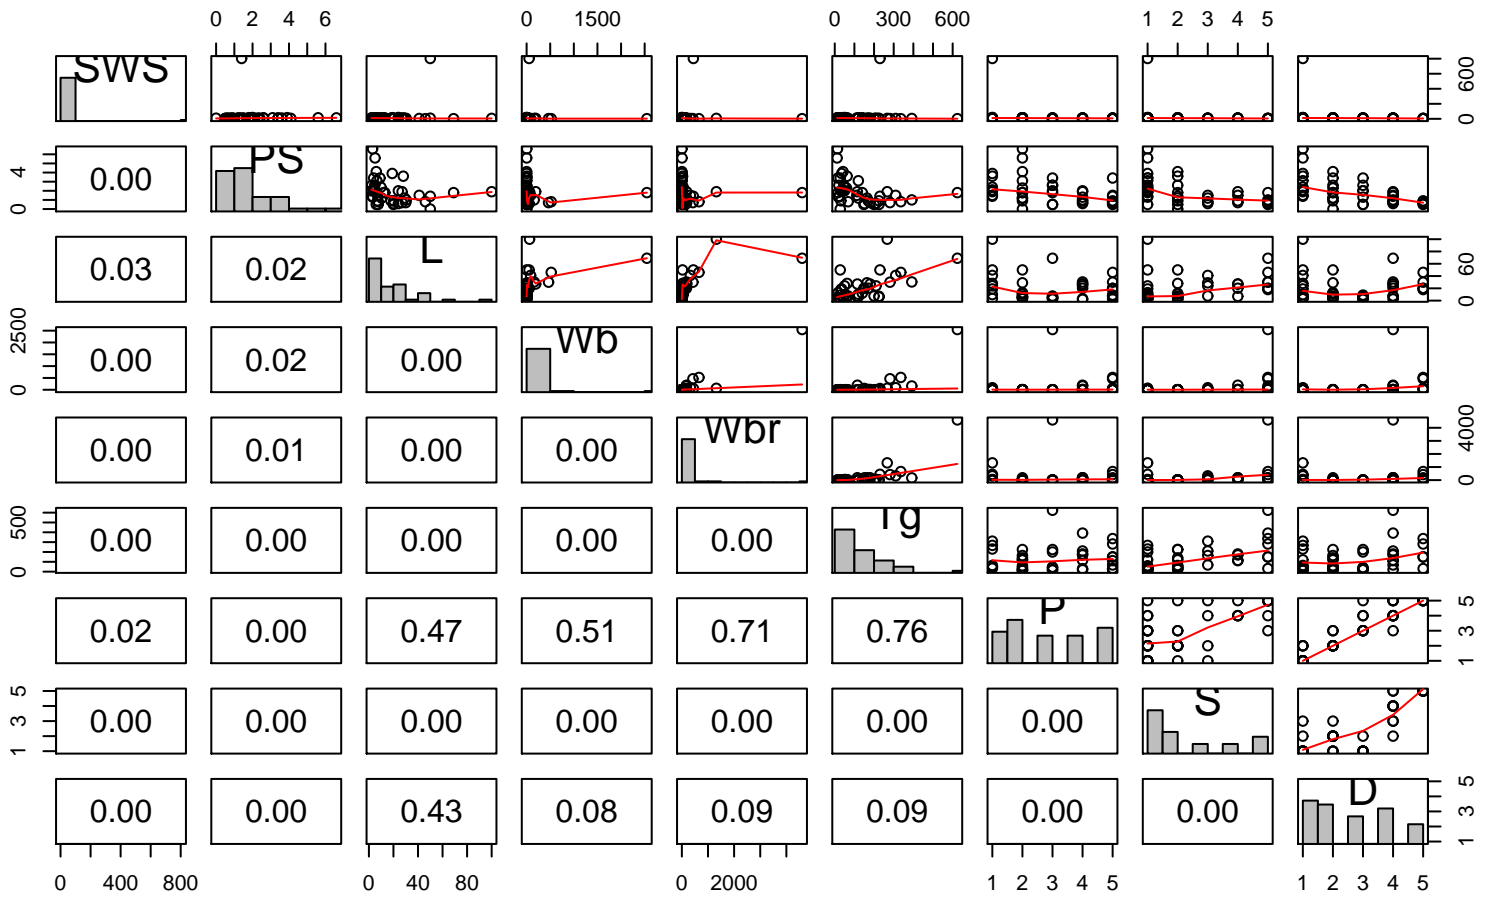 0 2 4 6 0 1500 0 300 600 1 2 3 4 5
SWS 0 600
0 4 0.00 PS
0.03 0.02 L 0 60
0 2500 0.00 0.02 0.00 Wb
0.00 0.01 0.00 0.00 Wbr 0 4000
0 500 0.00 0.00 0.00 0.00 0.00 Tg
0.02 0.00 0.47 0.51 0.71 0.76 P 1 3 5
1 3 5 0.00 0.00 0.00 0.00 0.00 0.00 0.00 S
0.00 0.00 0.43 0.08 0.09 0.09 0.00 0.00 D 1 3 5
0 400 800 0 40 80 0 2000 1 2 3 4 5 1 2 3 4 5